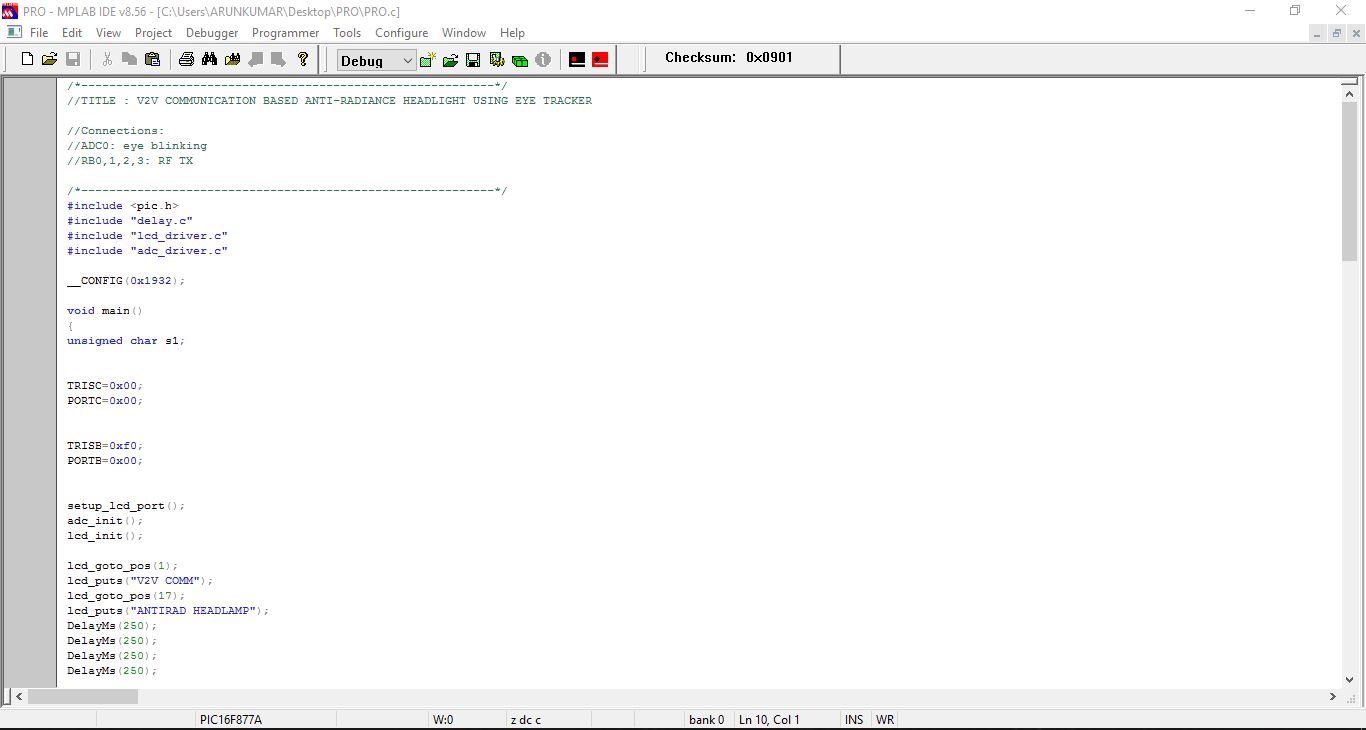 PRO - MPLAB IDE v8.56 - [C:\Users\ARUNKUMAR\Desktop\PRO\PRO.c]
File Edit View Project Debugger Programmer Tools Configure Window Help
Debug Checksum: 0x0901
/*-----------------------------------------------------------*/
//TITLE : V2V COMMUNICATION BASED ANTI-RADIANCE HEADLIGHT USING EYE TRACKER
//Connections:
//ADC0: eye blinking
//RB0,1,2,3: RF TX
/*-----------------------------------------------------------*/
#include <pic.h>
#include "delay.c"
#include "lcd_driver.c"
#include "adc_driver.c"
__CONFIG(0x1932);
void main()
{
unsigned char s1;
TRISC=0x00;
PORTC=0x00;
TRISB=0xf0;
PORTB=0x00;
setup_lcd_port();
adc_init();
lcd_init();
lcd_goto_pos(1);
lcd_puts("V2V COMM");
lcd_goto_pos(17);
lcd_puts("ANTIRAD HEADLAMP");
DelayMs(250);
DelayMs(250);
DelayMs(250);
DelayMs(250);
PIC16F877A W:0 z dc c bank 0 Ln 10, Col 1 INS WR